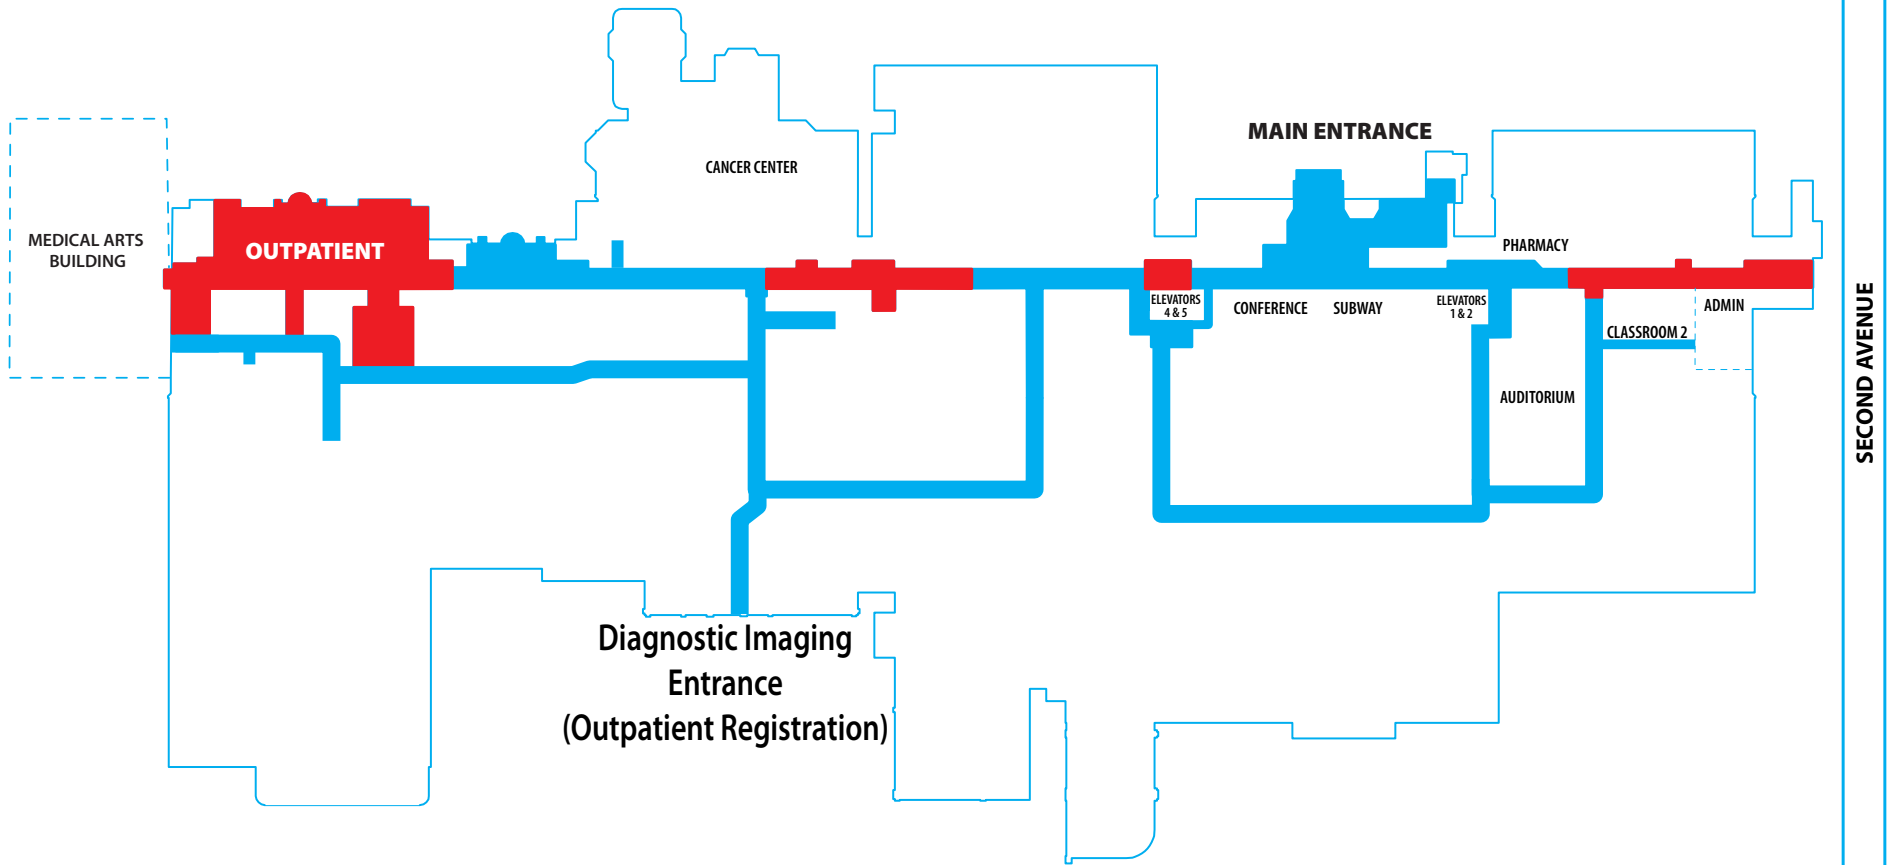 MAIN ENTRANCE
CANCER CENTER
MEDICAL ARTS
BUILDING
OUTPATIENT
PHARMACY
ELEVATORS
4 & 5
CONFERENCE
SUBWAY
ELEVATORS
1 & 2
ADMIN
CLASSROOM 2
AUDITORIUM
SECOND AVENUE
Diagnostic Imaging
Entrance
(Outpatient Registration)